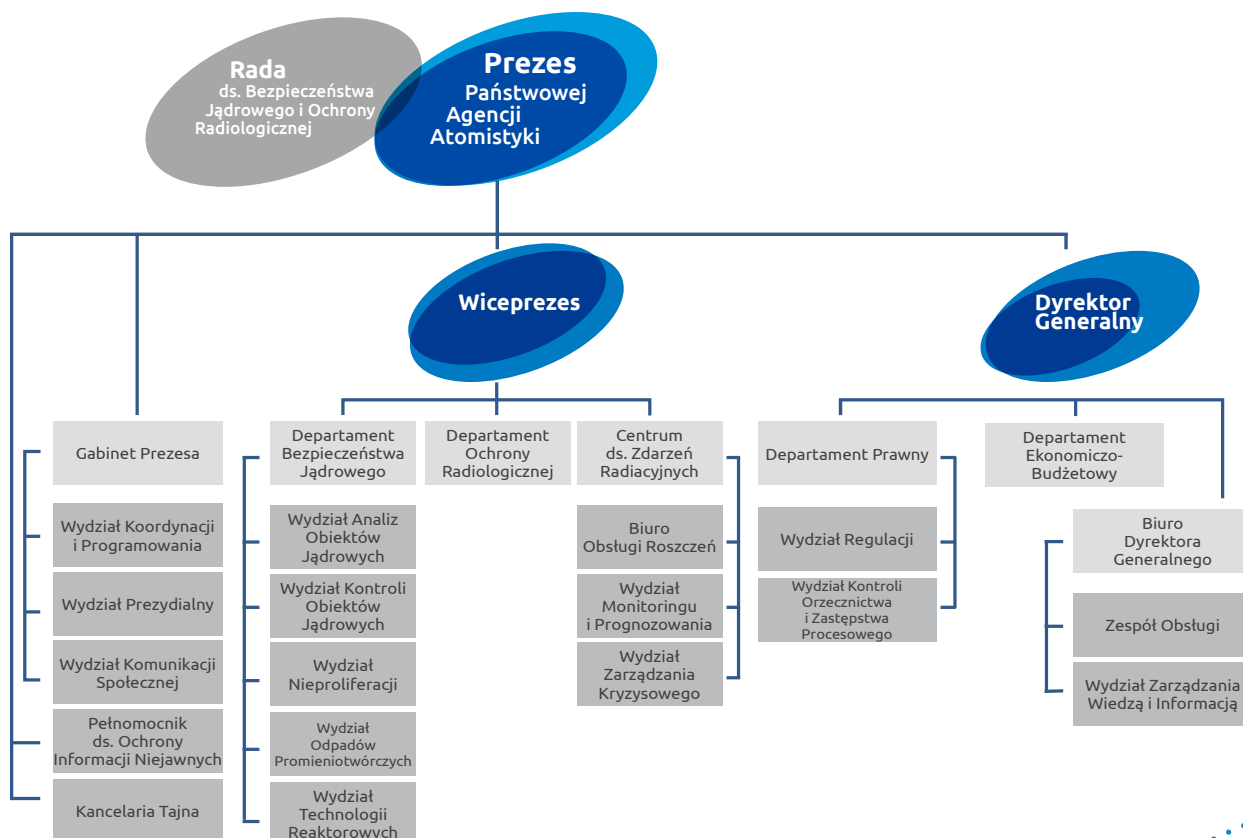 Rada
ds. Bezpieczeństwa
Jądrowego i Ochrony
Radiologicznej
Prezes
Państwowej
Agencji
Atomistyki
Wiceprezes
Dyrektor
Generalny
Gabinet Prezesa
Wydział Koordynacji
i Programowania
Wydział Prezydialny
Wydział Komunikacji
Społecznej
Pełnomocnik
ds. Ochrony
Informacji Niejawnych
Kancelaria Tajna
Departament
Bezpieczeństwa
Jądrowego
Wydział Analiz
Obiektów
Jądrowych
Wydział Kontroli
Obiektów
Jądrowych
Wydział
Nieproliferacji
Wydział
Odpadów
Promieniotwórczych
Wydział
Technologii
Reaktorowych
Departament
Ochrony
Radiologicznej
Centrum
ds. Zdarzeń
Radiacyjnych
Biuro
Obsługi Roszczeń
Wydział
Monitoringu
i Prognozowania
Wydział
Zarządzania
Kryzysowego
Departament Prawny
Wydział Regulacji
Wydział Kontroli
Orzecznictwa
i Zastępstwa
Procesowego
Departament
Ekonomiczo-
Budżetowy
Biuro
Dyrektora
Generalnego
Zespół Obsługi
Wydział Zarządzania
Wiedzą i Informacją